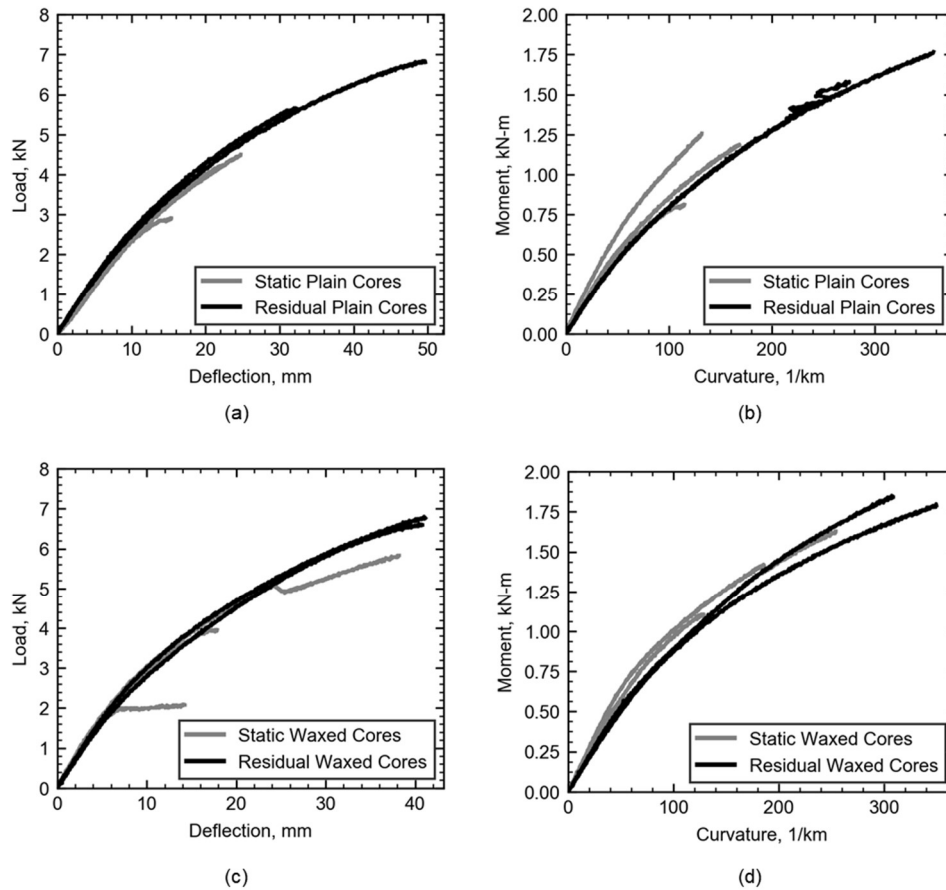 8
7
6
5
4
3
2
1
0
Load, kN
0 10 20 30 40 50
Deflection, mm
Static Plain Cores
Residual Plain Cores
(a)
2.00
1.75
1.50
1.25
1.00
0.75
0.50
0.25
0.00
Moment, kN-m
0 100 200 300
Curvature, 1/km
Static Plain Cores
Residual Plain Cores
(b)
8
7
6
5
4
3
2
1
0
Load, kN
0 10 20 30 40
Deflection, mm
Static Waxed Cores
Residual Waxed Cores
(c)
2.00
1.75
1.50
1.25
1.00
0.75
0.50
0.25
0.00
Moment, kN-m
0 100 200 300
Curvature, 1/km
Static Waxed Cores
Residual Waxed Cores
(d)